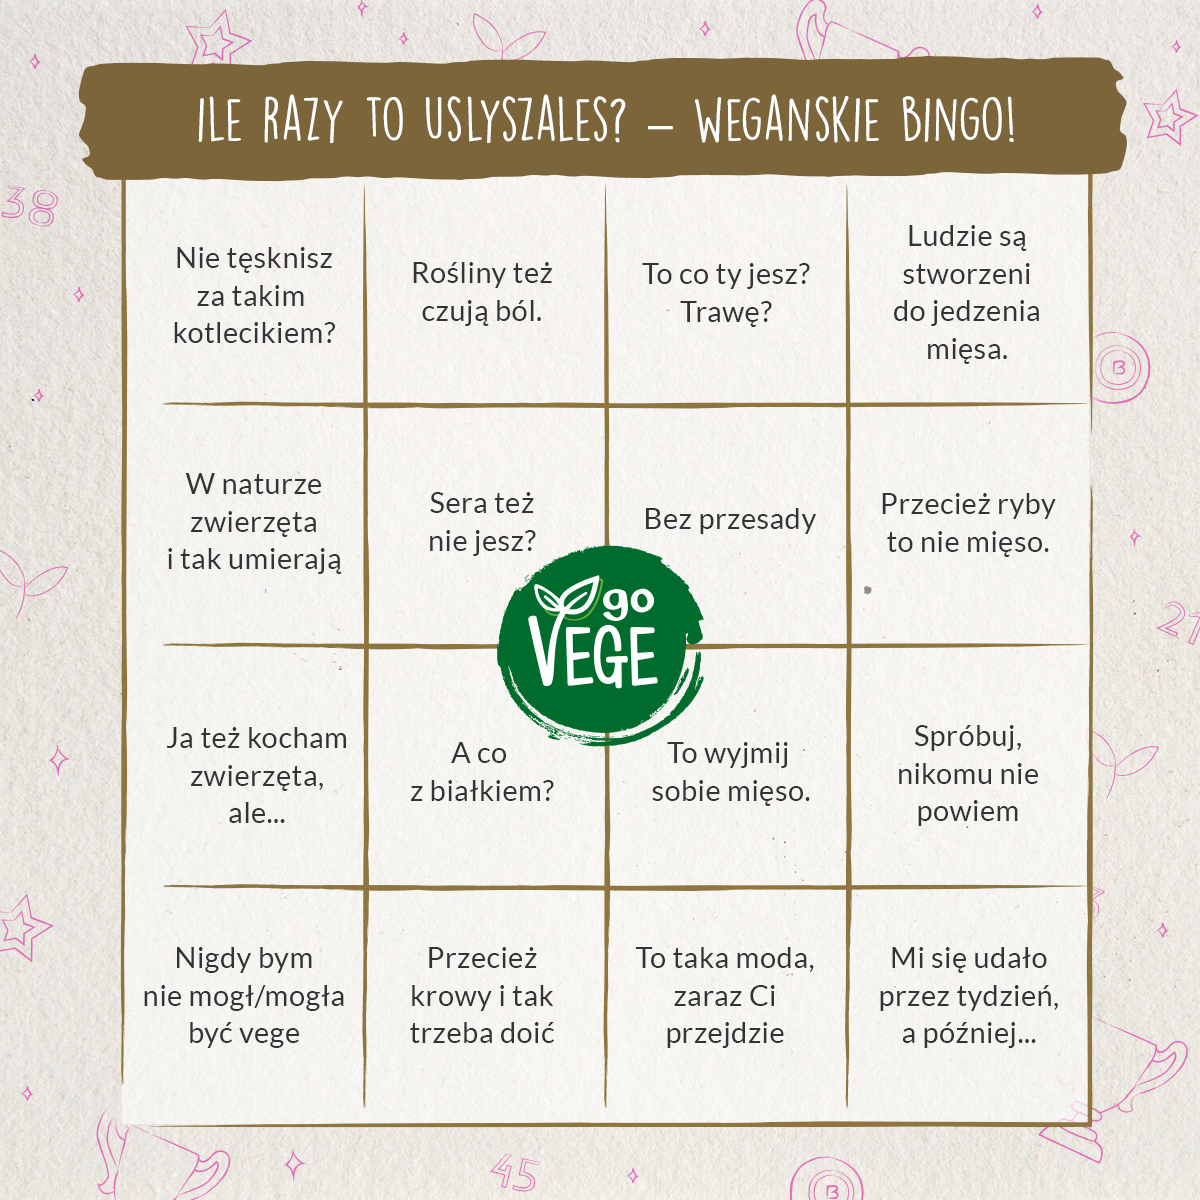 ILE RAZY TO USLYSZALES? – WEGANSKIE BINGO!
38
Nie tęsknisz
za takim
kotlecikiem?
Rośliny też
czują ból.
To co ty jesz?
Trawę?
Ludzie są
stworzeni
do jedzenia
mięsa.
B
W naturze
zwierzęta
i tak umierają
Sera też
nie jesz?
Bez przesady
Przecież ryby
to nie mięso.
go
VEGE
21
Ja też kocham
zwierzęta,
ale...
A co
z białkiem?
To wyjmij
sobie mięso.
Spróbuj,
nikomu nie
powiem
Nigdy bym
nie mogł/mogła
być vege
Przecież
krowy i tak
trzeba doić
To taka moda,
zaraz Ci
przejdzie
Mi się udało
przez tydzień,
a później...
45
B